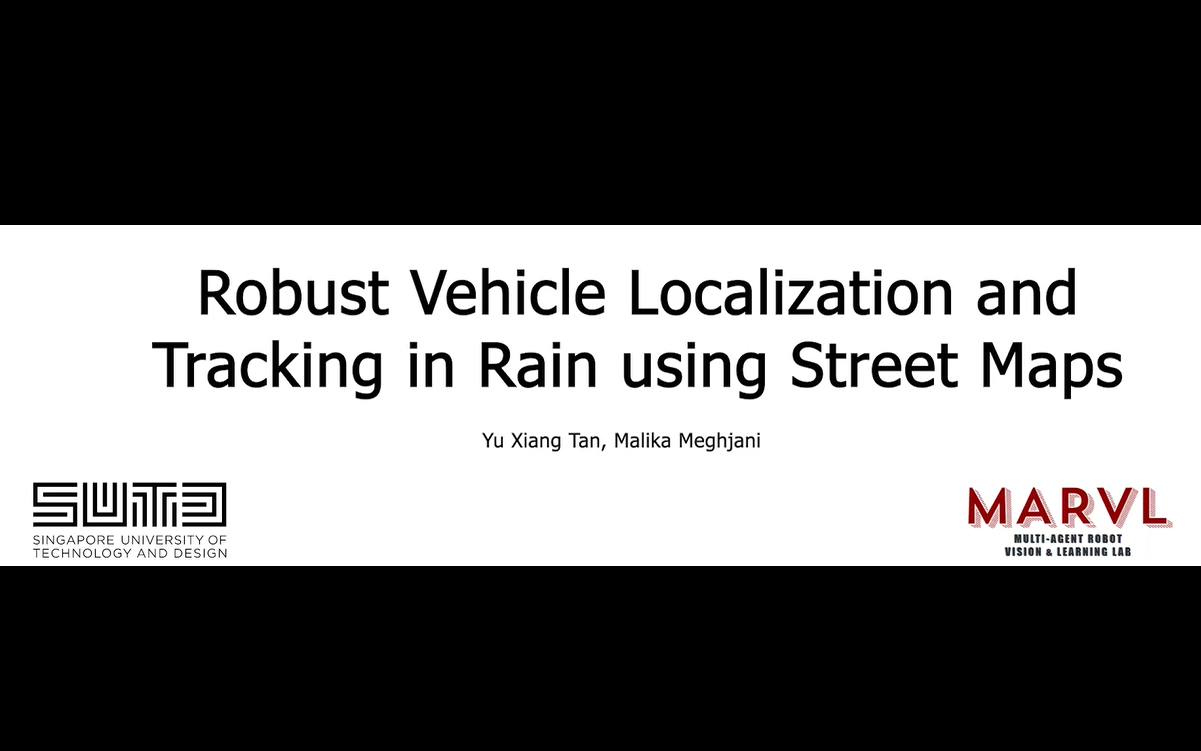 Robust Vehicle Localization and
Tracking in Rain using Street Maps
Yu Xiang Tan, Malika Meghjani
SUTD
SINGAPORE UNIVERSITY OF
TECHNOLOGY AND DESIGN
MARVL
MULTI-AGENT ROBOT
VISION & LEARNING LAB